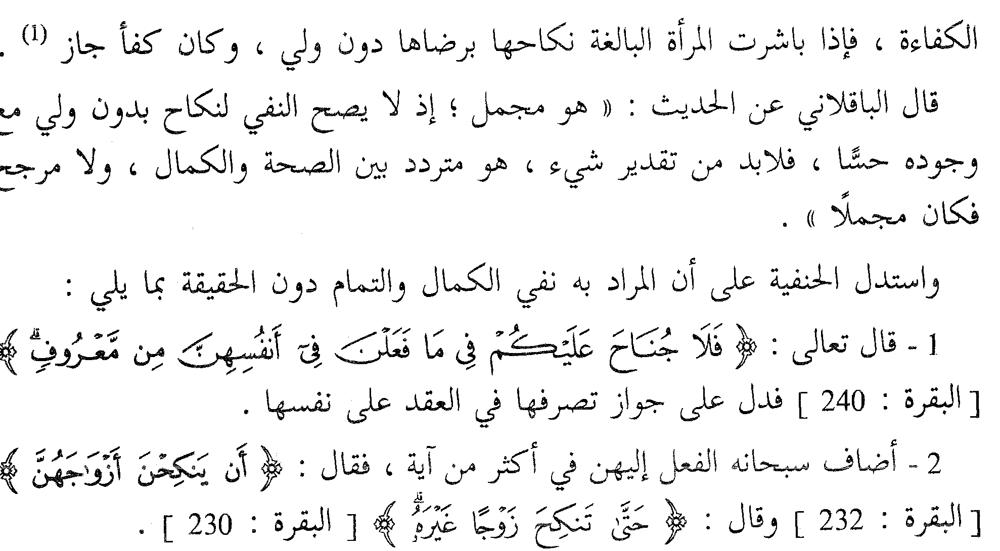 الكفاءة ، فإذا باشرت المرأة البالغة نكاحها برضاها دون ولي ، وكان كفأً جاز (1) .
قال الباقلاني عن الحديث : « هو مجمل ؛ إذ لا يصح النفي لنكاح بدون ولي مع
وجوده حسًّا ، فلابد من تقدير شيء ، هو متردد بين الصحة والكمال ، ولا مرجح
فكان مجملًا » .
واستدل الحنفية على أن المراد به نفي الكمال والتمام دون الحقيقة بما يلي :
1 - قال تعالى : ﴿ فَلَا جُنَاحَ عَلَيْكُمْ فِي مَا فَعَلْنَ فِىٓ أَنفُسِهِنَّ مِن مَّعْرُوفٍ ۗ ﴾
[ البقرة : 240 ] فدل على جواز تصرفها في العقد على نفسها .
2 - أضاف سبحانه الفعل إليهن في أكثر من آية ، فقال : ﴿ أَن يَنكِحْنَ أَزْوَٰجَهُنَّ ﴾
[ البقرة : 232 ] وقال : ﴿ حَتَّىٰ تَنكِحَ زَوْجًا غَيْرَهُۥ ۗ ﴾ [ البقرة : 230 ] .